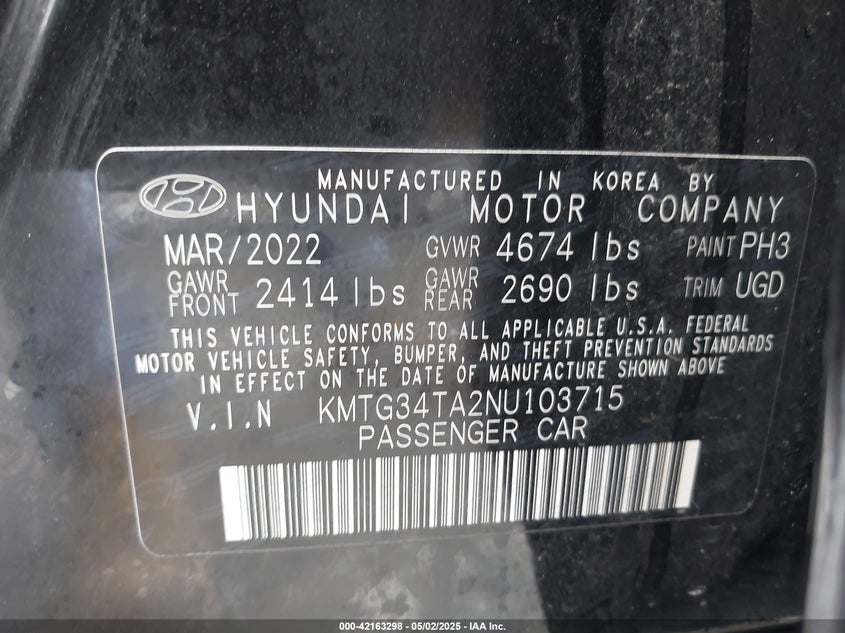 MANUFACTURED IN KOREA BY
HYUNDAI MOTOR COMPANY
MAR/2022 GVWR 4674 lbs PAINT PH3
GAWR FRONT 2414 lbs GAWR REAR 2690 lbs TRIM UGD
THIS VEHICLE CONFORMS TO ALL APPLICABLE U.S.A. FEDERAL
MOTOR VEHICLE SAFETY, BUMPER, AND THEFT PREVENTION STANDARDS
IN EFFECT ON THE DATE OF MANUFACTURE SHOWN ABOVE
V.I.N KMTG34TA2NU103715
PASSENGER CAR
000-42163298 - 05/02/2025 - IAA Inc.